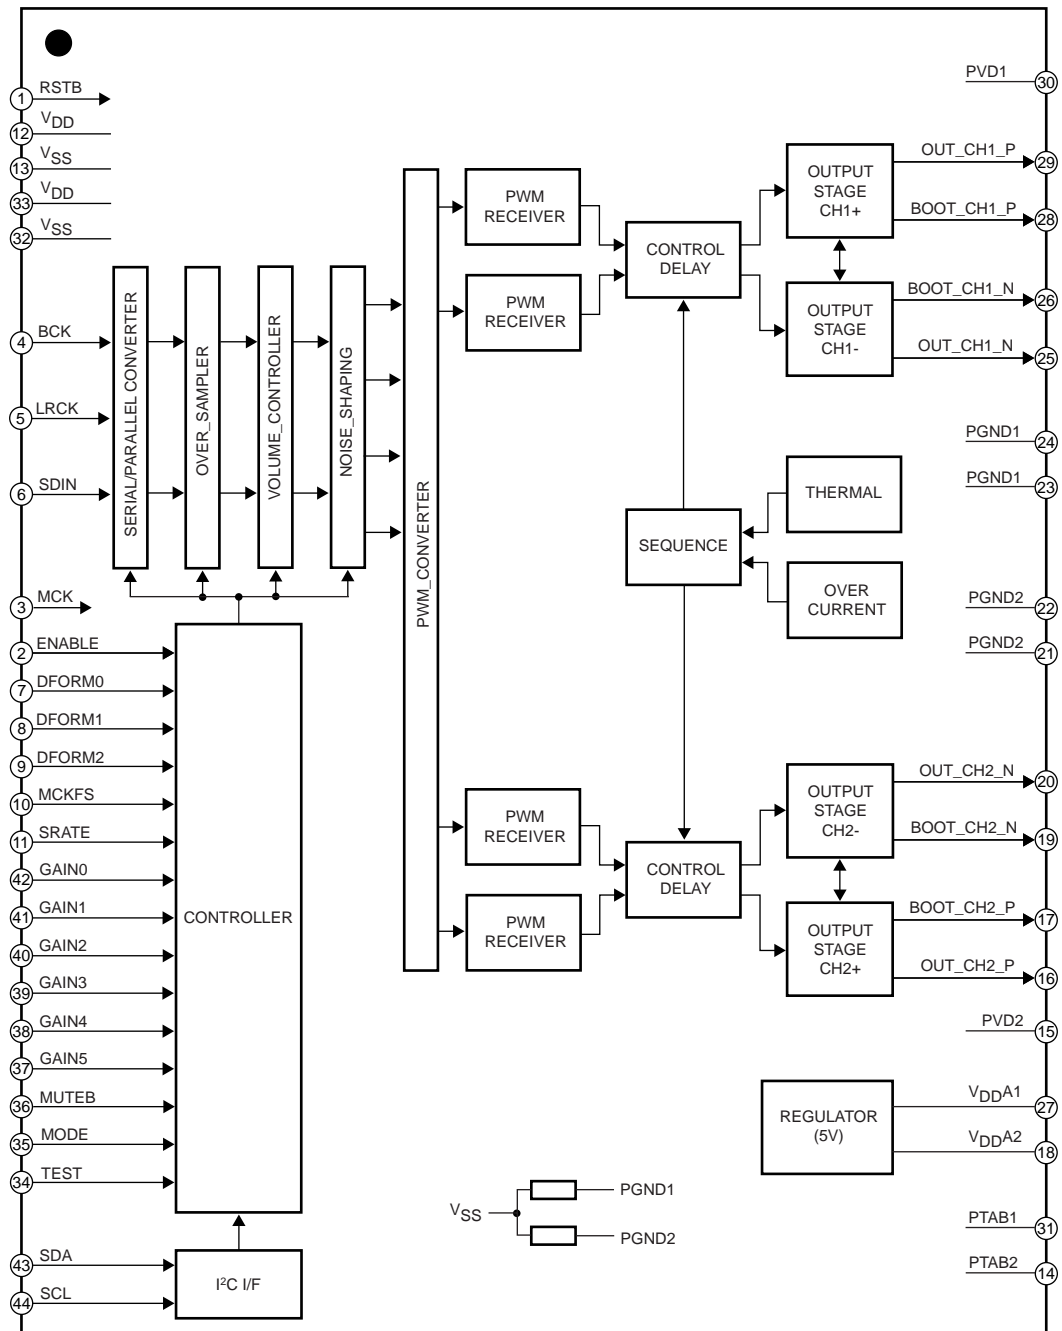 1 RSTB
12 VDD
13 VSS
33 VDD
32 VSS
4 BCK
5 LRCK
6 SDIN
3 MCK
2 ENABLE
7 DFORM0
8 DFORM1
9 DFORM2
10 MCKFS
11 SRATE
42 GAIN0
41 GAIN1
40 GAIN2
39 GAIN3
38 GAIN4
37 GAIN5
36 MUTEB
35 MODE
34 TEST
43 SDA
44 SCL
SERIAL/PARALLEL CONVERTER
OVER_SAMPLER
VOLUME_CONTROLLER
NOISE_SHAPING
PWM_CONVERTER
CONTROLLER
I²C I/F
PWM
RECEIVER
PWM
RECEIVER
PWM
RECEIVER
PWM
RECEIVER
CONTROL
DELAY
SEQUENCE
CONTROL
DELAY
OUTPUT
STAGE
CH1+
OUTPUT
STAGE
CH1-
THERMAL
OVER
CURRENT
OUTPUT
STAGE
CH2-
OUTPUT
STAGE
CH2+
REGULATOR
(5V)
VSS
PGND1
PGND2
PVD1 30
OUT_CH1_P 29
BOOT_CH1_P 28
BOOT_CH1_N 26
OUT_CH1_N 25
PGND1 24
PGND1 23
PGND2 22
PGND2 21
OUT_CH2_N 20
BOOT_CH2_N 19
BOOT_CH2_P 17
OUT_CH2_P 16
PVD2 15
VDDA1 27
VDDA2 18
PTAB1 31
PTAB2 14